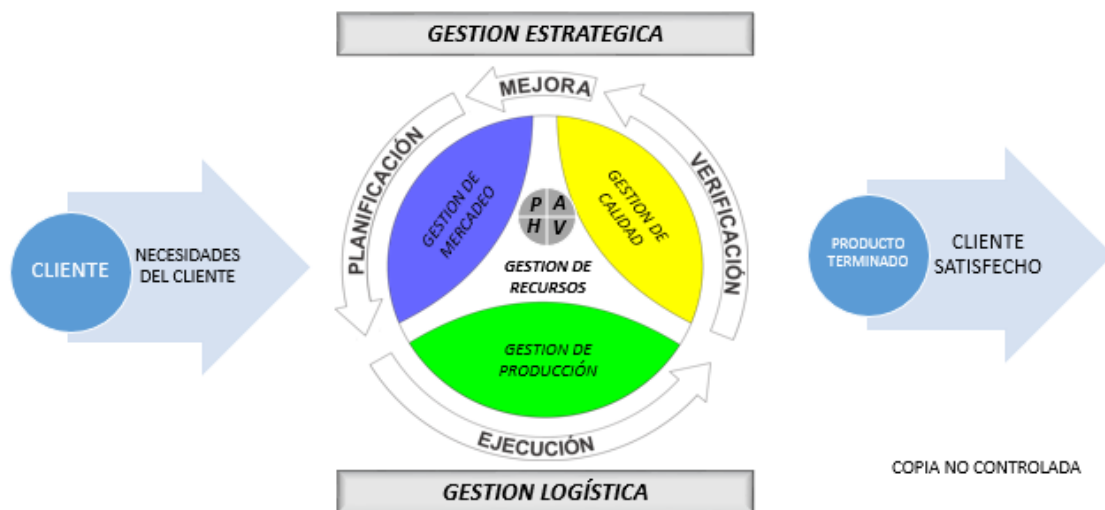 GESTION ESTRATEGICA
MEJORA
PLANIFICACIÓN
VERIFICACIÓN
GESTION DE
MERCADEO
GESTION DE
CALIDAD
P A
H V
CLIENTE
NECESIDADES
DEL CLIENTE
GESTION DE
RECURSOS
PRODUCTO
TERMINADO
CLIENTE
SATISFECHO
GESTION DE
PRODUCCIÓN
EJECUCIÓN
COPIA NO CONTROLADA
GESTION LOGÍSTICA